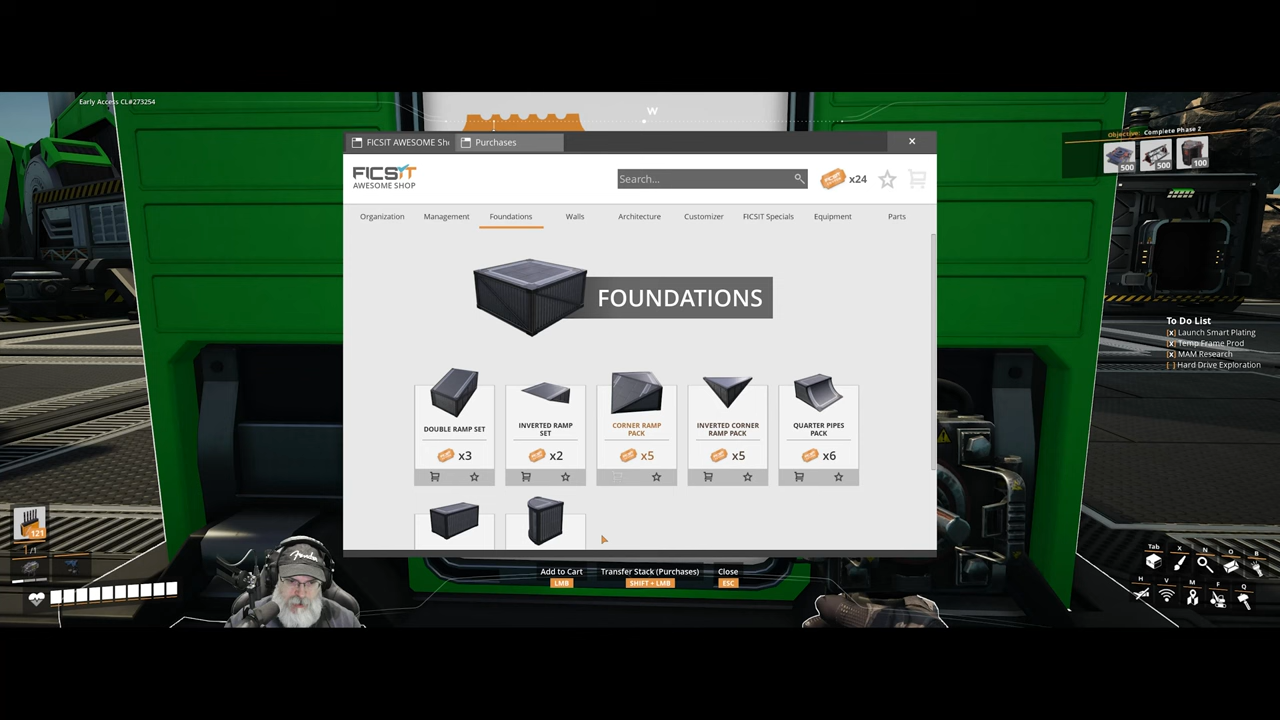 Early Access CL#273254
W
FICSIT AWESOME Sh
Purchases
Objective: Complete Phase 2
500
500
100
FICSIT
AWESOME SHOP
Search...
x24
Organization
Management
Foundations
Walls
Architecture
Customizer
FICSIT Specials
Equipment
Parts
FOUNDATIONS
To Do List
[x] Launch Smart Plating
[x] Temp Frame Prod
[x] MAM Research
[ ] Hard Drive Exploration
DOUBLE RAMP SET
x3
INVERTED RAMP
SET
x2
CORNER RAMP
PACK
x5
INVERTED CORNER
RAMP PACK
x5
QUARTER PIPES
PACK
x6
121
Fender
Add to Cart
LMB
Transfer Stack (Purchases)
SHIFT + LMB
Close
ESC
Tab X N O B
H V M F Q